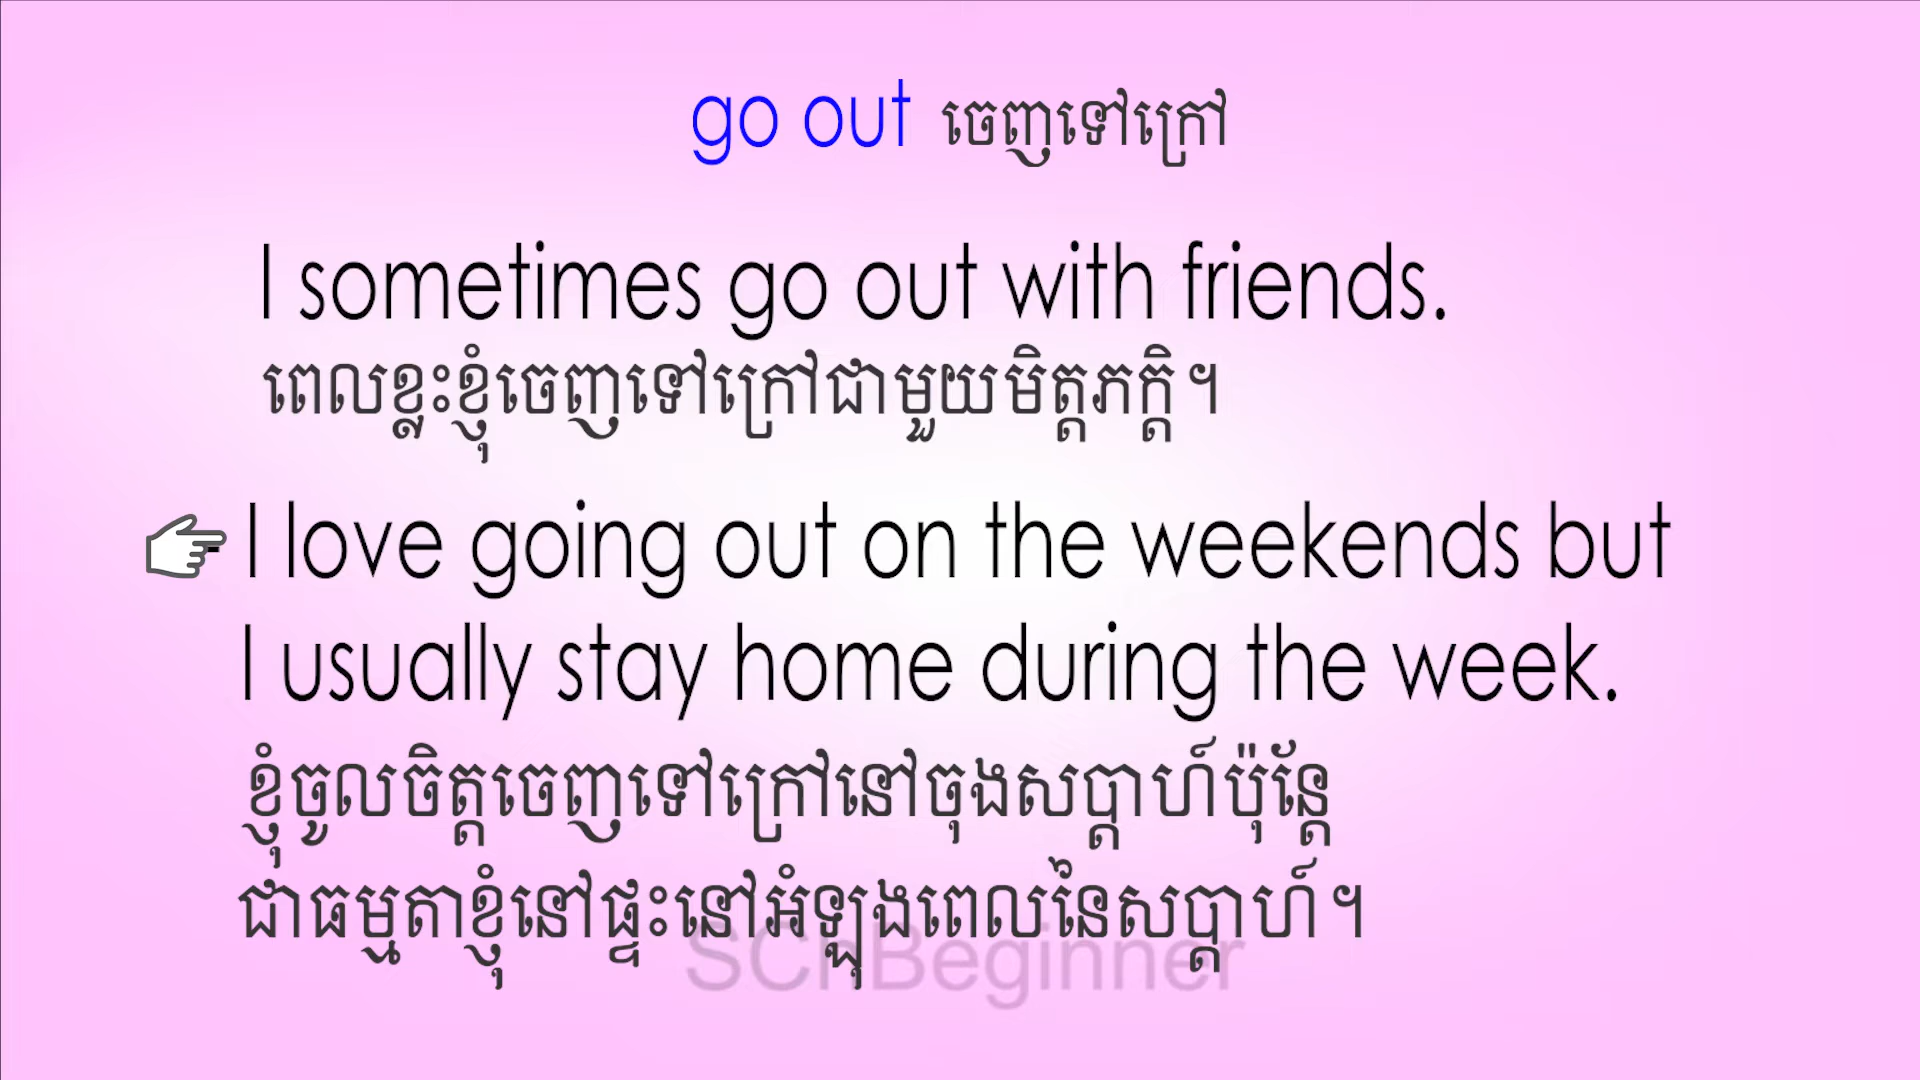 go out ចេញទៅក្រៅ
I sometimes go out with friends.
ពេលខ្លះខ្ញុំចេញទៅក្រៅជាមួយមិត្តភក្តិ។
I love going out on the weekends but
I usually stay home during the week.
ខ្ញុំចូលចិត្តចេញទៅក្រៅនៅចុងសប្តាហ៍ប៉ុន្តែ
ជាធម្មតាខ្ញុំនៅផ្ទះនៅអំឡុងពេលនៃសប្តាហ៍។
SChBeginner